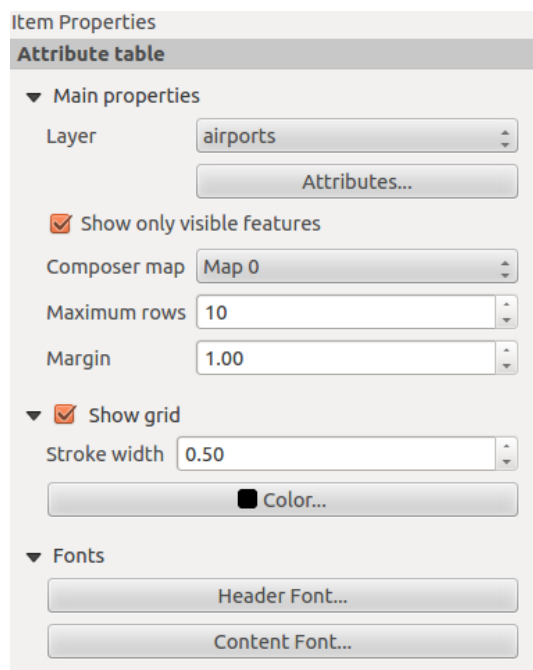 Item Properties
Attribute table
Main properties
Layer airports
Attributes...
Show only visible features
Composer map Map 0
Maximum rows 10
Margin 1.00
Show grid
Stroke width 0.50
Color...
Fonts
Header Font...
Content Font...